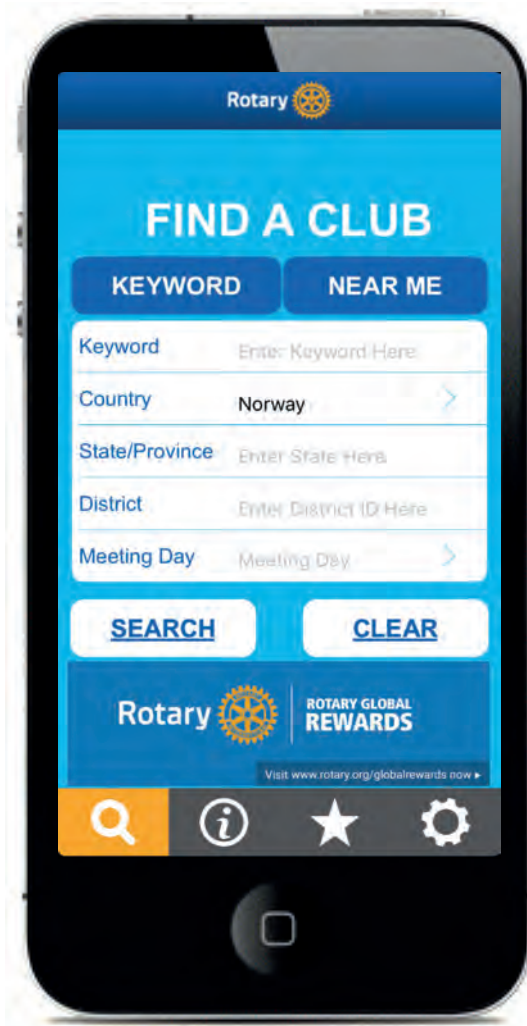 Rotary
FIND A CLUB
KEYWORD NEAR ME
Keyword Enter Keyword Here
Country Norway
State/Province Enter State Here
District Enter District ID Here
Meeting Day Meeting Day
SEARCH CLEAR
Rotary ROTARY GLOBAL
REWARDS
Visit www.rotary.org/globalrewards now